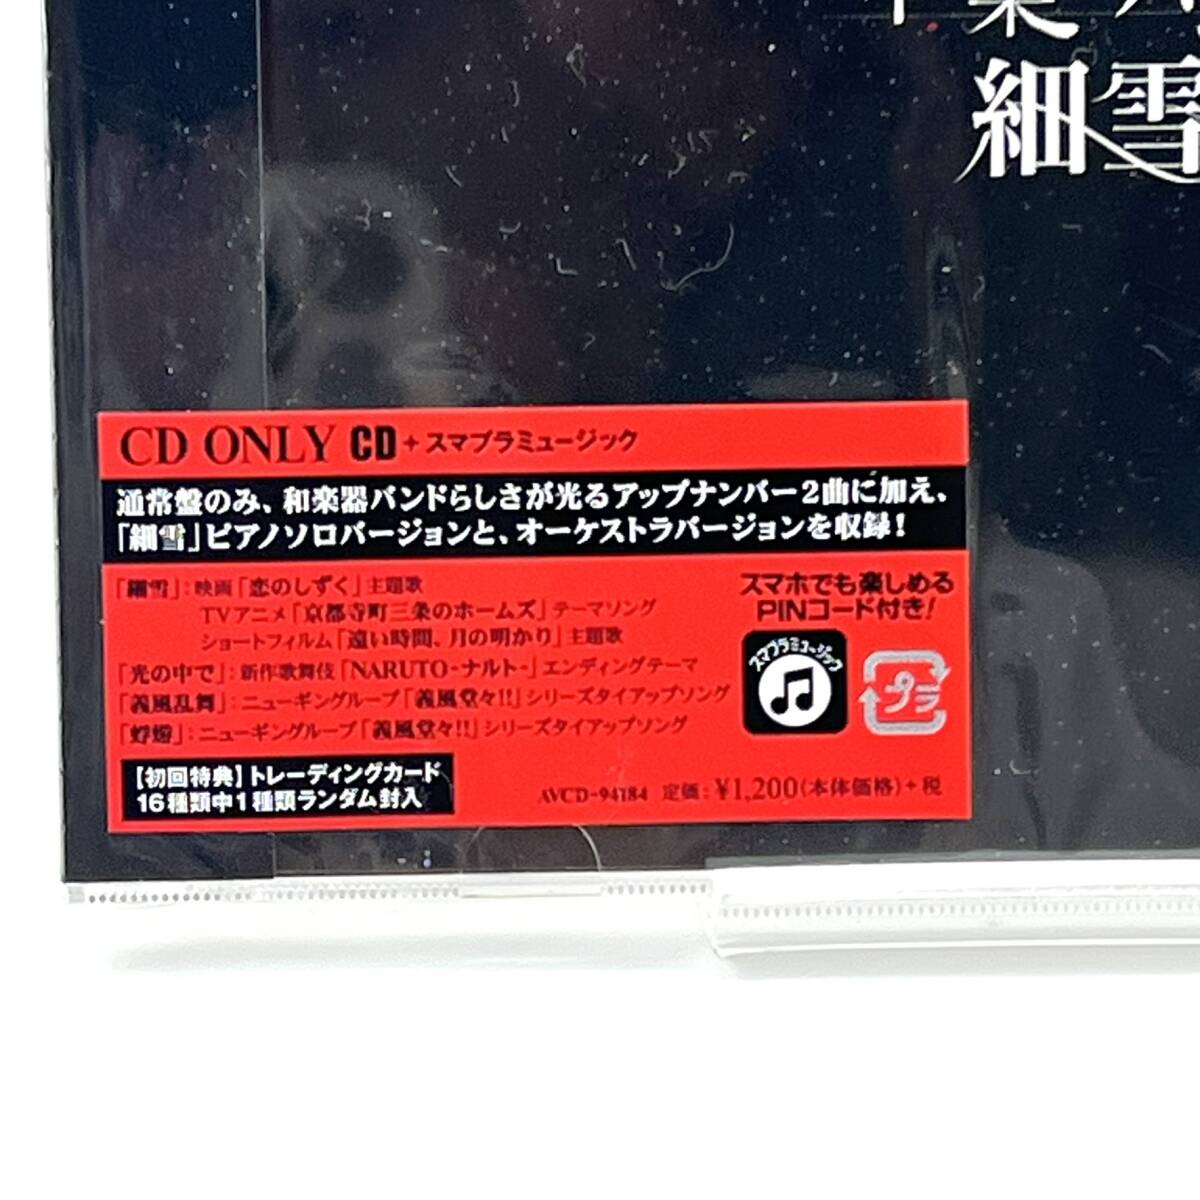 細雪
CD ONLY CD+スマプラミュージック
通常盤のみ、和楽器バンドらしさが光るアップナンバー2曲に加え、
「細雪」ピアノソロバージョンと、オーケストラバージョンを収録!
「細雪」:映画「恋のしずく」主題歌
TVアニメ「京都寺町三条のホームズ」テーマソング
ショートフィルム「遠い時間、月の明かり」主題歌
「光の中で」:新作歌舞伎「NARUTO-ナルト-」エンディングテーマ
「義風乱舞」:ニューギングループ「義風堂々!!」シリーズタイアップソング
「蜉蝣」:ニューギングループ「義風堂々!!」シリーズタイアップソング
スマホでも楽しめる
PINコード付き!
スマプラミュージック
プラ
【初回特典】トレーディングカード
16種類中1種類ランダム封入
AVCD-94184 定価:¥1,200(本体価格)+税